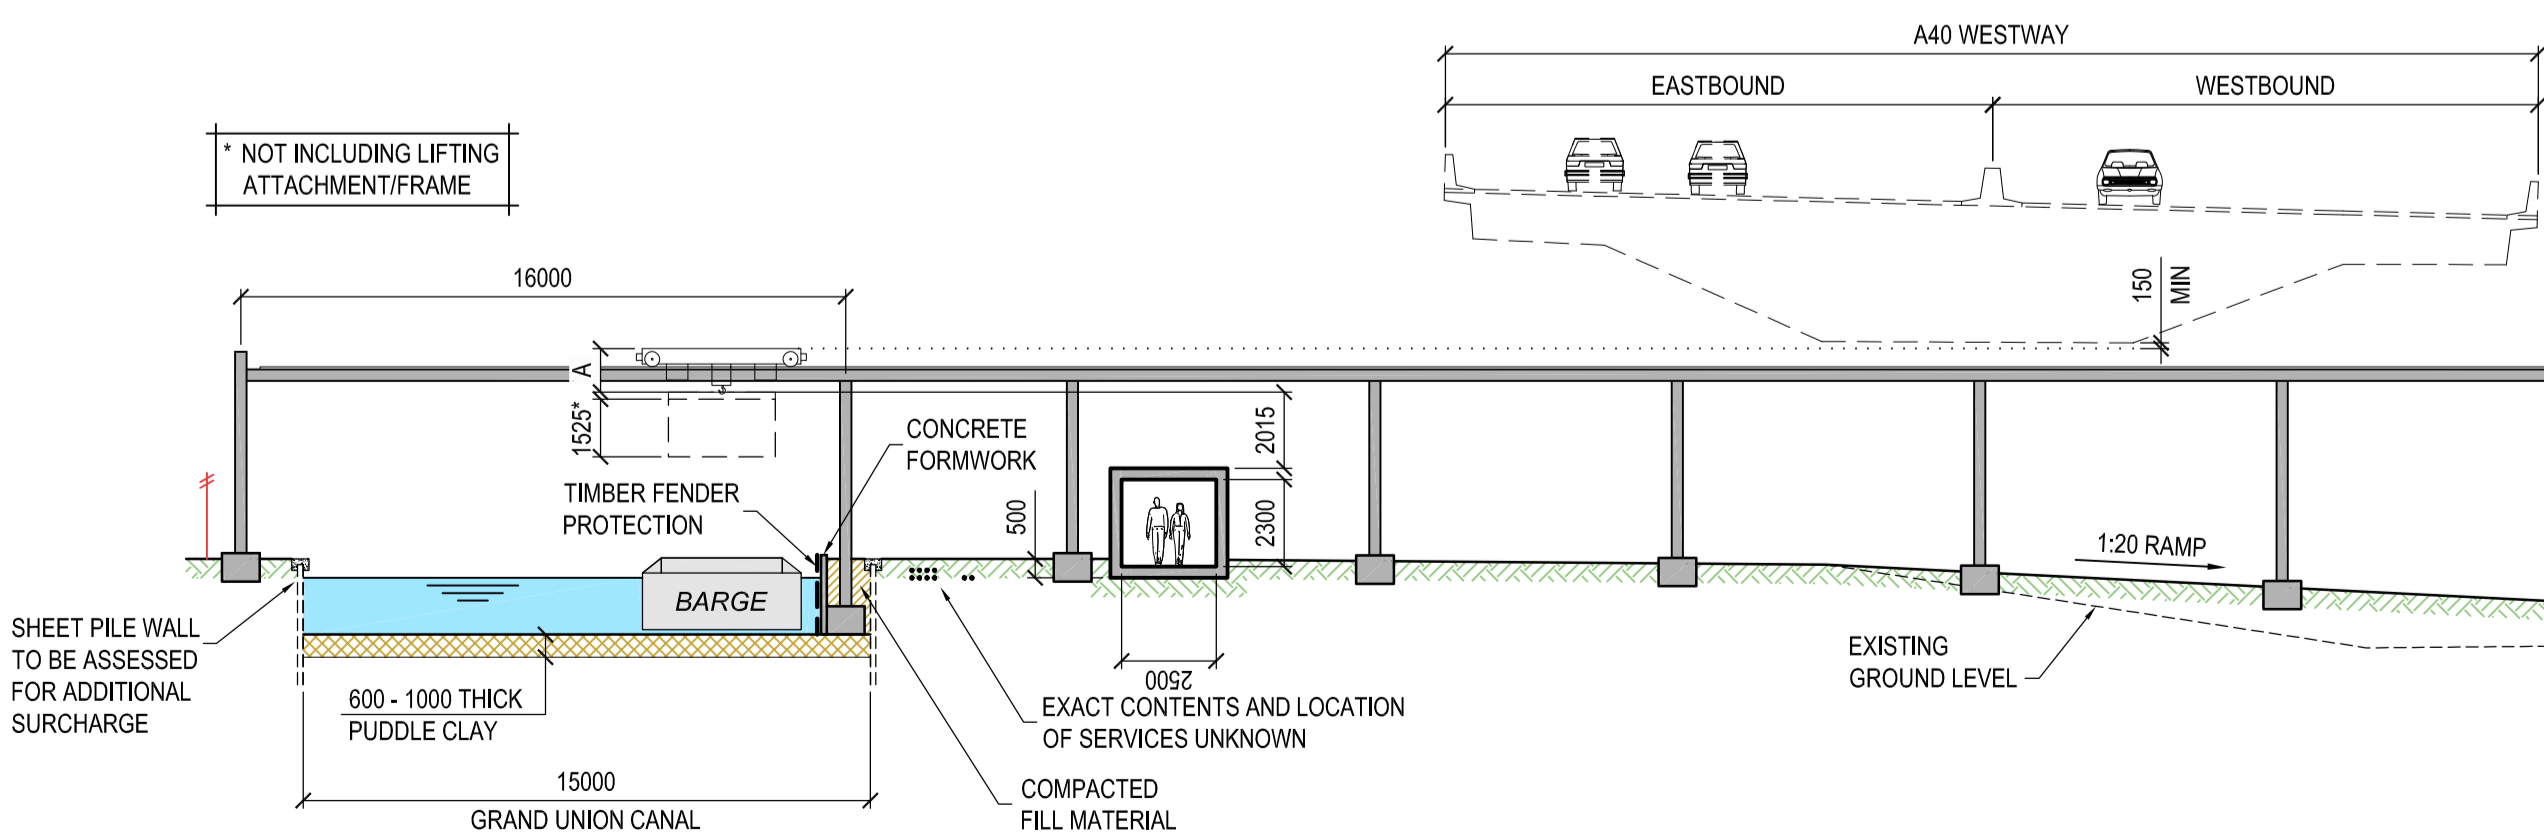 A40 WESTWAY
EASTBOUND
WESTBOUND
* NOT INCLUDING LIFTING
ATTACHMENT/FRAME
16000
150
MIN
A
1525*
2015
CONCRETE
FORMWORK
TIMBER FENDER
PROTECTION
500
2300
1:20 RAMP
BARGE
SHEET PILE WALL
TO BE ASSESSED
FOR ADDITIONAL
SURCHARGE
600 - 1000 THICK
PUDDLE CLAY
2500
EXACT CONTENTS AND LOCATION
OF SERVICES UNKNOWN
EXISTING
GROUND LEVEL
15000
GRAND UNION CANAL
COMPACTED
FILL MATERIAL